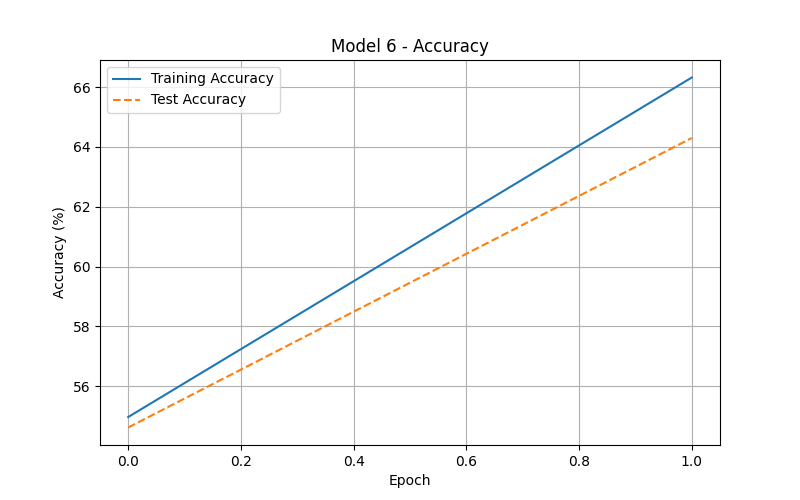 Model 6 - Accuracy
Training Accuracy
Test Accuracy
66
64
62
60
58
56
Accuracy (%)
0.0 0.2 0.4 0.6 0.8 1.0
Epoch